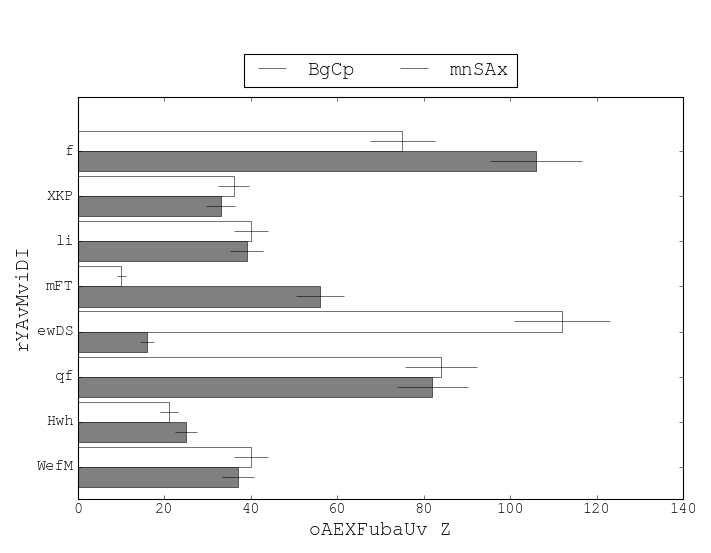 BgCp mnSAx
f
XKP
li
mFT
ewDS
qf
Hwh
WefM
rYAvMviDI
0 20 40 60 80 100 120 140
oAEXFubaUv Z